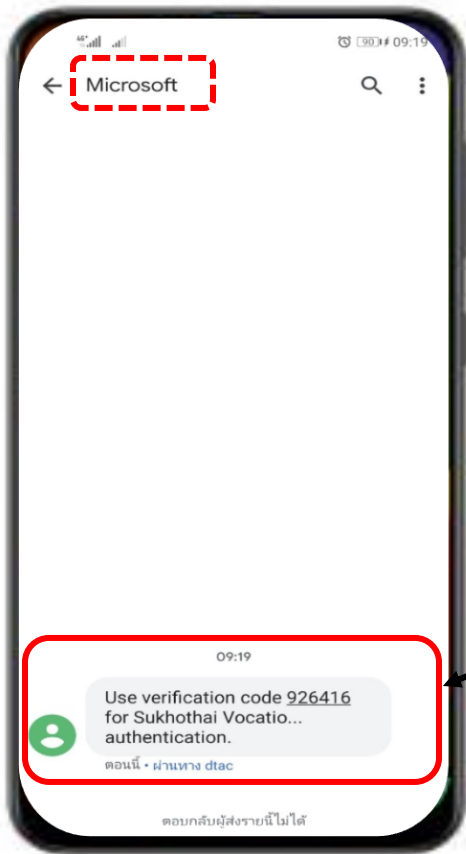 46+
90
09:19
Microsoft
09:19
Use verification code 926416
for Sukhothai Vocatio...
authentication.
ตอนนี้ • ผ่านทาง dtac
ตอบกลับผู้ส่งรายนี้ไม่ได้